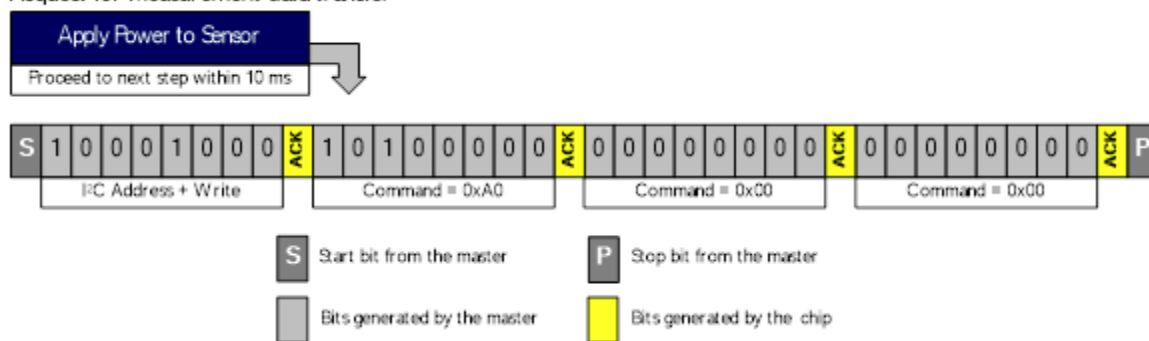 Apply Power to Sensor
Proceed to next step within 10 ms
S 1 0 0 0 1 0 0 0 ACK 1 0 1 0 0 0 0 0 ACK 0 0 0 0 0 0 0 0 ACK 0 0 0 0 0 0 0 0 ACK P
I²C Address + Write Command = 0xA0 Command = 0x00 Command = 0x00
S Start bit from the master P Stop bit from the master
Bits generated by the master Bits generated by the chip